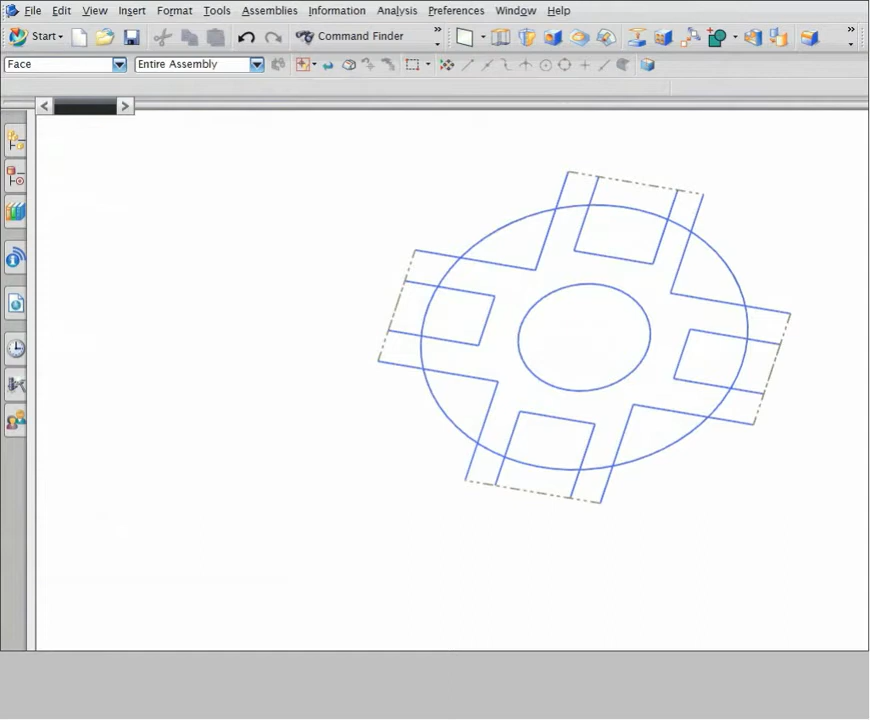 File Edit View Insert Format Tools Assemblies Information Analysis Preferences Window Help
Start Command Finder
Face Entire Assembly